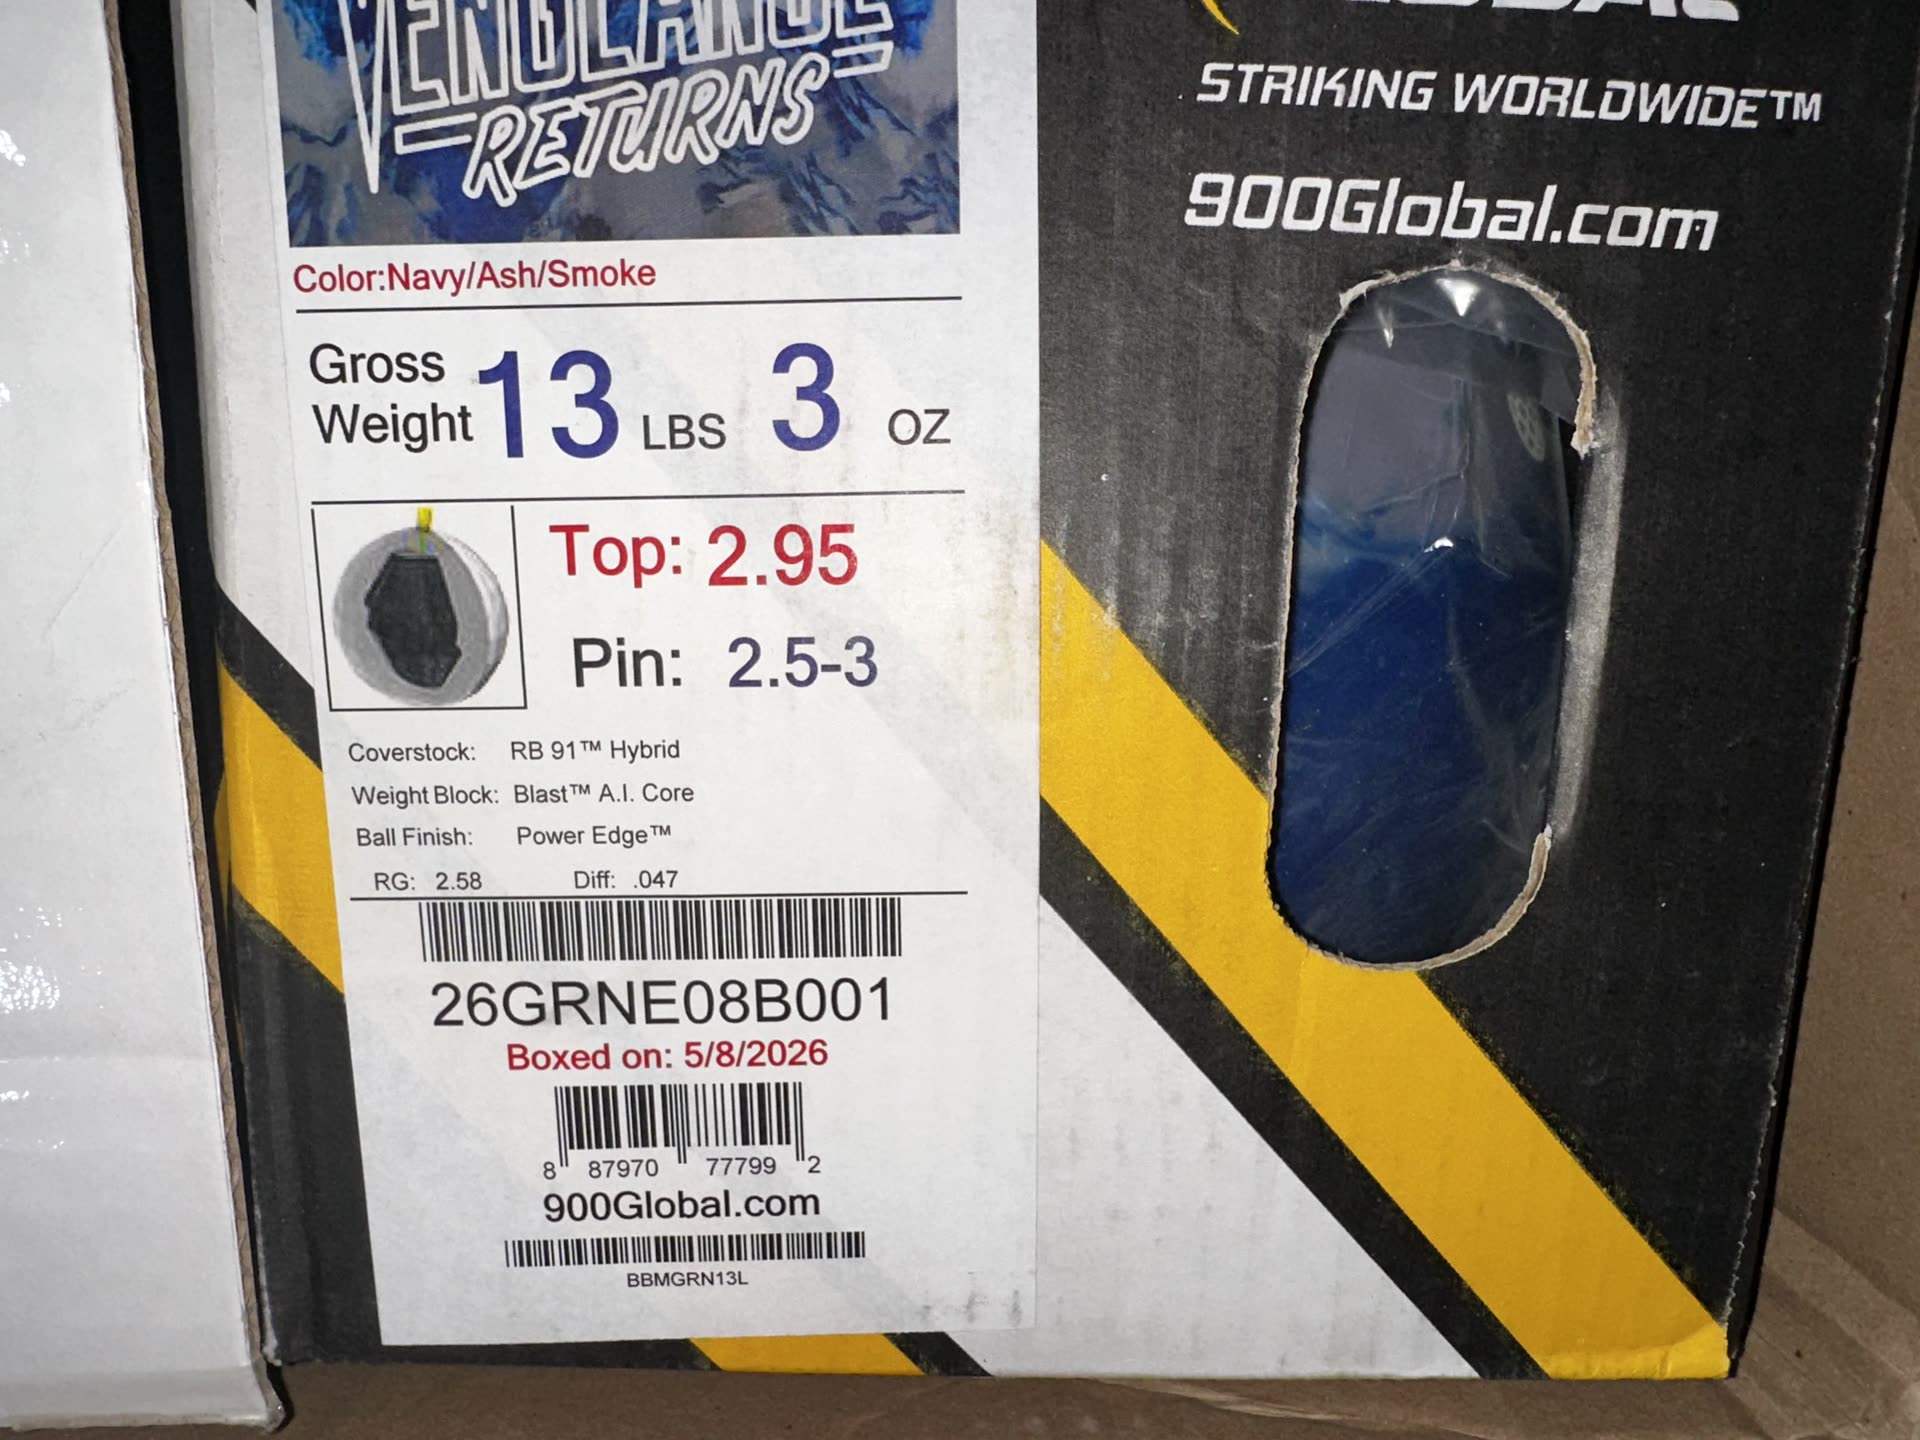 VENGEANCE
RETURNS
STRIKING WORLDWIDE™
900Global.com
Color:Navy/Ash/Smoke
Gross Weight 13 LBS 3 OZ
Top: 2.95
Pin: 2.5-3
Coverstock: RB 91™ Hybrid
Weight Block: Blast™ A.I. Core
Ball Finish: Power Edge™
RG: 2.58 Diff: .047
26GRNE08B001
Boxed on: 5/8/2026
8 87970 77799 2
900Global.com
BBMGRN13L